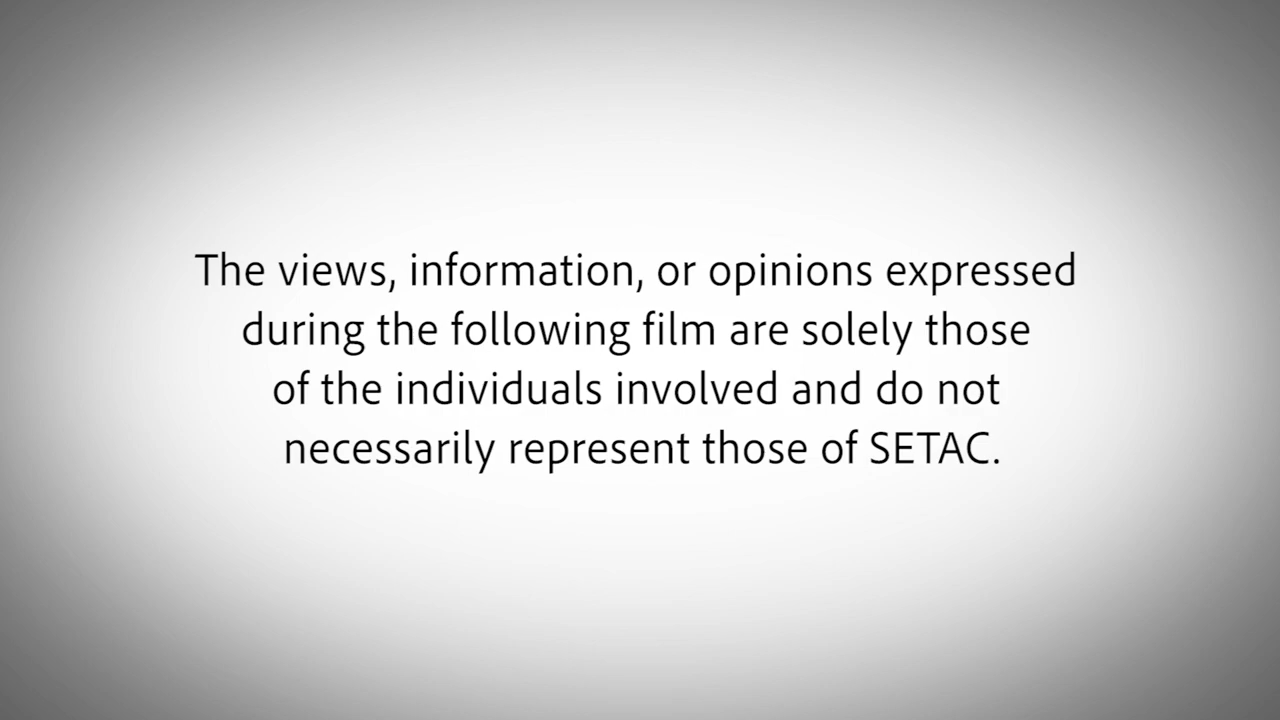 The views, information, or opinions expressed
during the following film are solely those
of the individuals involved and do not
necessarily represent those of SETAC.